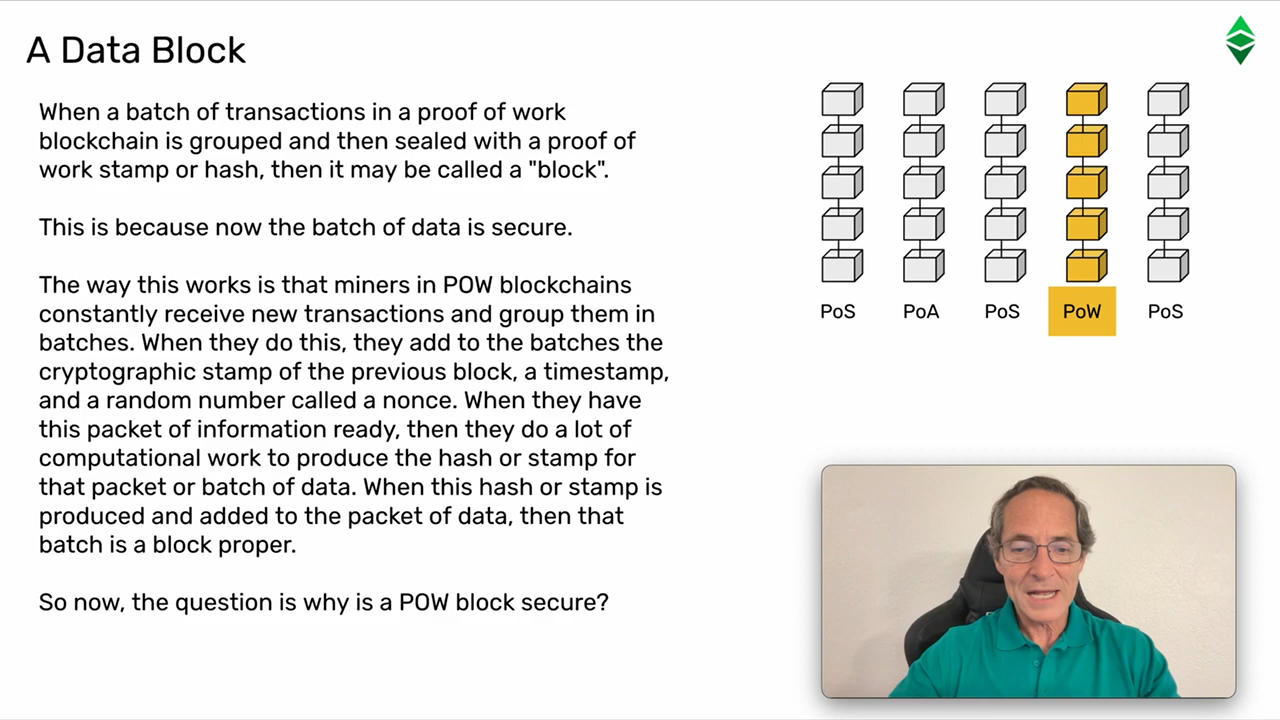 A Data Block
When a batch of transactions in a proof of work
blockchain is grouped and then sealed with a proof of
work stamp or hash, then it may be called a "block".
This is because now the batch of data is secure.
The way this works is that miners in POW blockchains
constantly receive new transactions and group them in
batches. When they do this, they add to the batches the
cryptographic stamp of the previous block, a timestamp,
and a random number called a nonce. When they have
this packet of information ready, then they do a lot of
computational work to produce the hash or stamp for
that packet or batch of data. When this hash or stamp is
produced and added to the packet of data, then that
batch is a block proper.
So now, the question is why is a POW block secure?
PoS PoA PoS PoW PoS